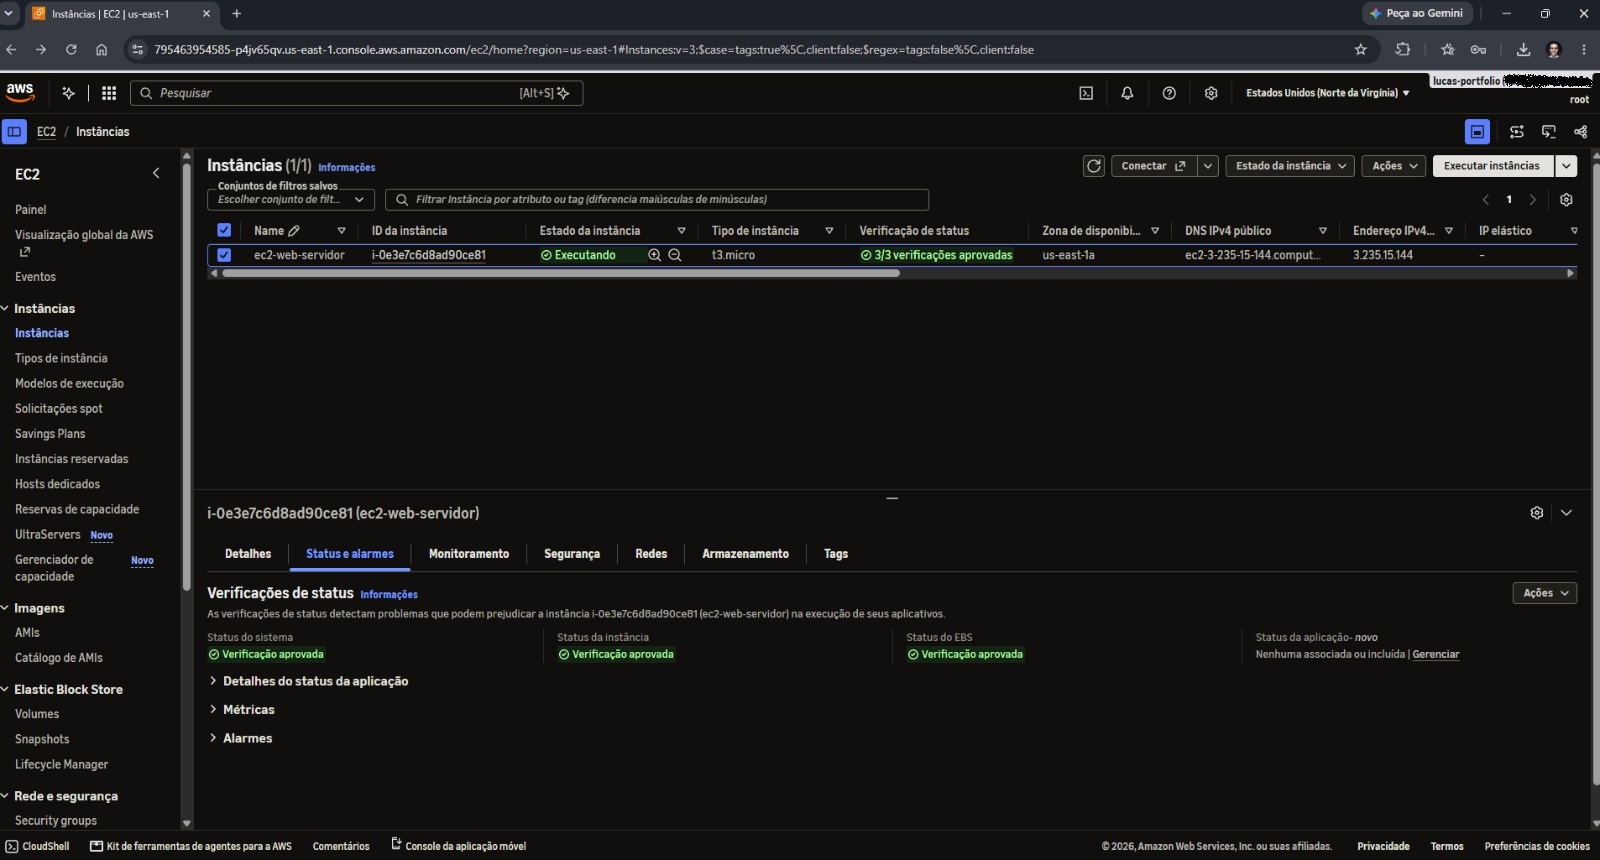 Instâncias | EC2 | us-east-1
Peça ao Gemini
795463954585-p4jv65qv.us-east-1.console.aws.amazon.com/ec2/home?region=us-east-1#Instances:v=3;$case=tags:true%5C,client:false;$regex=tags:false%5C,client:false
aws
Pesquisar
[Alt+S]
Estados Unidos (Norte da Virgínia)
lucas-portfolio
root
EC2 / Instâncias
EC2
Painel
Visualização global da AWS
Eventos
Instâncias
Instâncias
Tipos de instância
Modelos de execução
Solicitações spot
Savings Plans
Instâncias reservadas
Hosts dedicados
Reservas de capacidade
UltraServers Novo
Gerenciador de capacidade Novo
Imagens
AMIs
Catálogo de AMIs
Elastic Block Store
Volumes
Snapshots
Lifecycle Manager
Rede e segurança
Security groups
Instâncias (1/1) Informações
Conectar
Estado da instância
Ações
Executar instâncias
Conjuntos de filtros salvos
Escolher conjunto de filt...
Filtrar Instância por atributo ou tag (diferencia maiúsculas de minúsculas)
1
Name ID da instância Estado da instância Tipo de instância Verificação de status Zona de disponibi... DNS IPv4 público Endereço IPv4... IP elástico
ec2-web-servidor i-0e3e7c6d8ad90ce81 Executando t3.micro 3/3 verificações aprovadas us-east-1a ec2-3-235-15-144.comput... 3.235.15.144 –
i-0e3e7c6d8ad90ce81 (ec2-web-servidor)
Detalhes Status e alarmes Monitoramento Segurança Redes Armazenamento Tags
Verificações de status Informações
Ações
As verificações de status detectam problemas que podem prejudicar a instância i-0e3e7c6d8ad90ce81 (ec2-web-servidor) na execução de seus aplicativos.
Status do sistema
Verificação aprovada
Status da instância
Verificação aprovada
Status do EBS
Verificação aprovada
Status da aplicação- novo
Nenhuma associada ou incluída | Gerenciar
Detalhes do status da aplicação
Métricas
Alarmes
CloudShell
Kit de ferramentas de agentes para a AWS
Comentários
Console da aplicação móvel
© 2026, Amazon Web Services, Inc. ou suas afiliadas.
Privacidade
Termos
Preferências de cookies